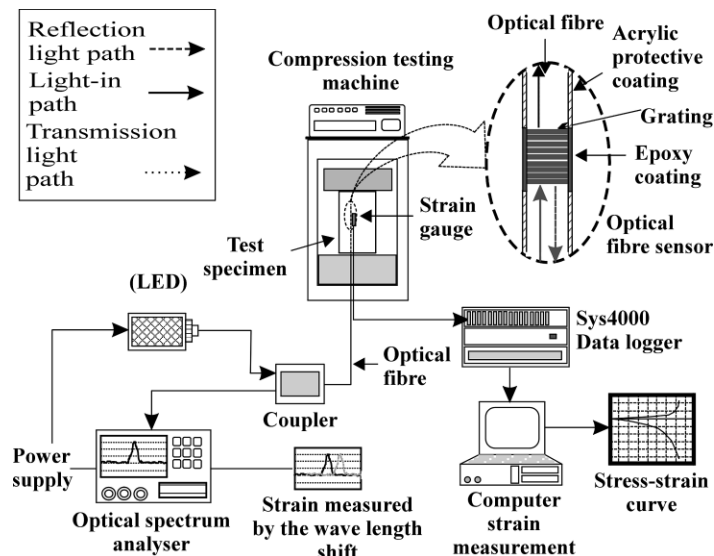 Reflection
light path
Light-in
path
Transmission
light
path
Compression testing
machine
Optical fibre
Acrylic
protective
coating
Grating
Epoxy
coating
Optical
fibre sensor
Strain
gauge
Test
specimen
(LED)
Sys4000
Data logger
Optical
fibre
Coupler
Power
supply
Optical spectrum
analyser
Strain measured
by the wave length
shift
Computer
strain
measurement
Stress-strain
curve